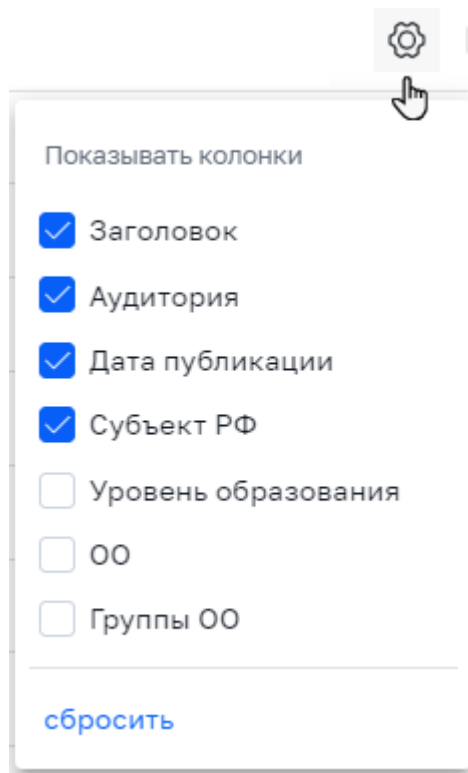 Показывать колонки
Заголовок
Аудитория
Дата публикации
Субъект РФ
Уровень образования
ОО
Группы ОО
сбросить